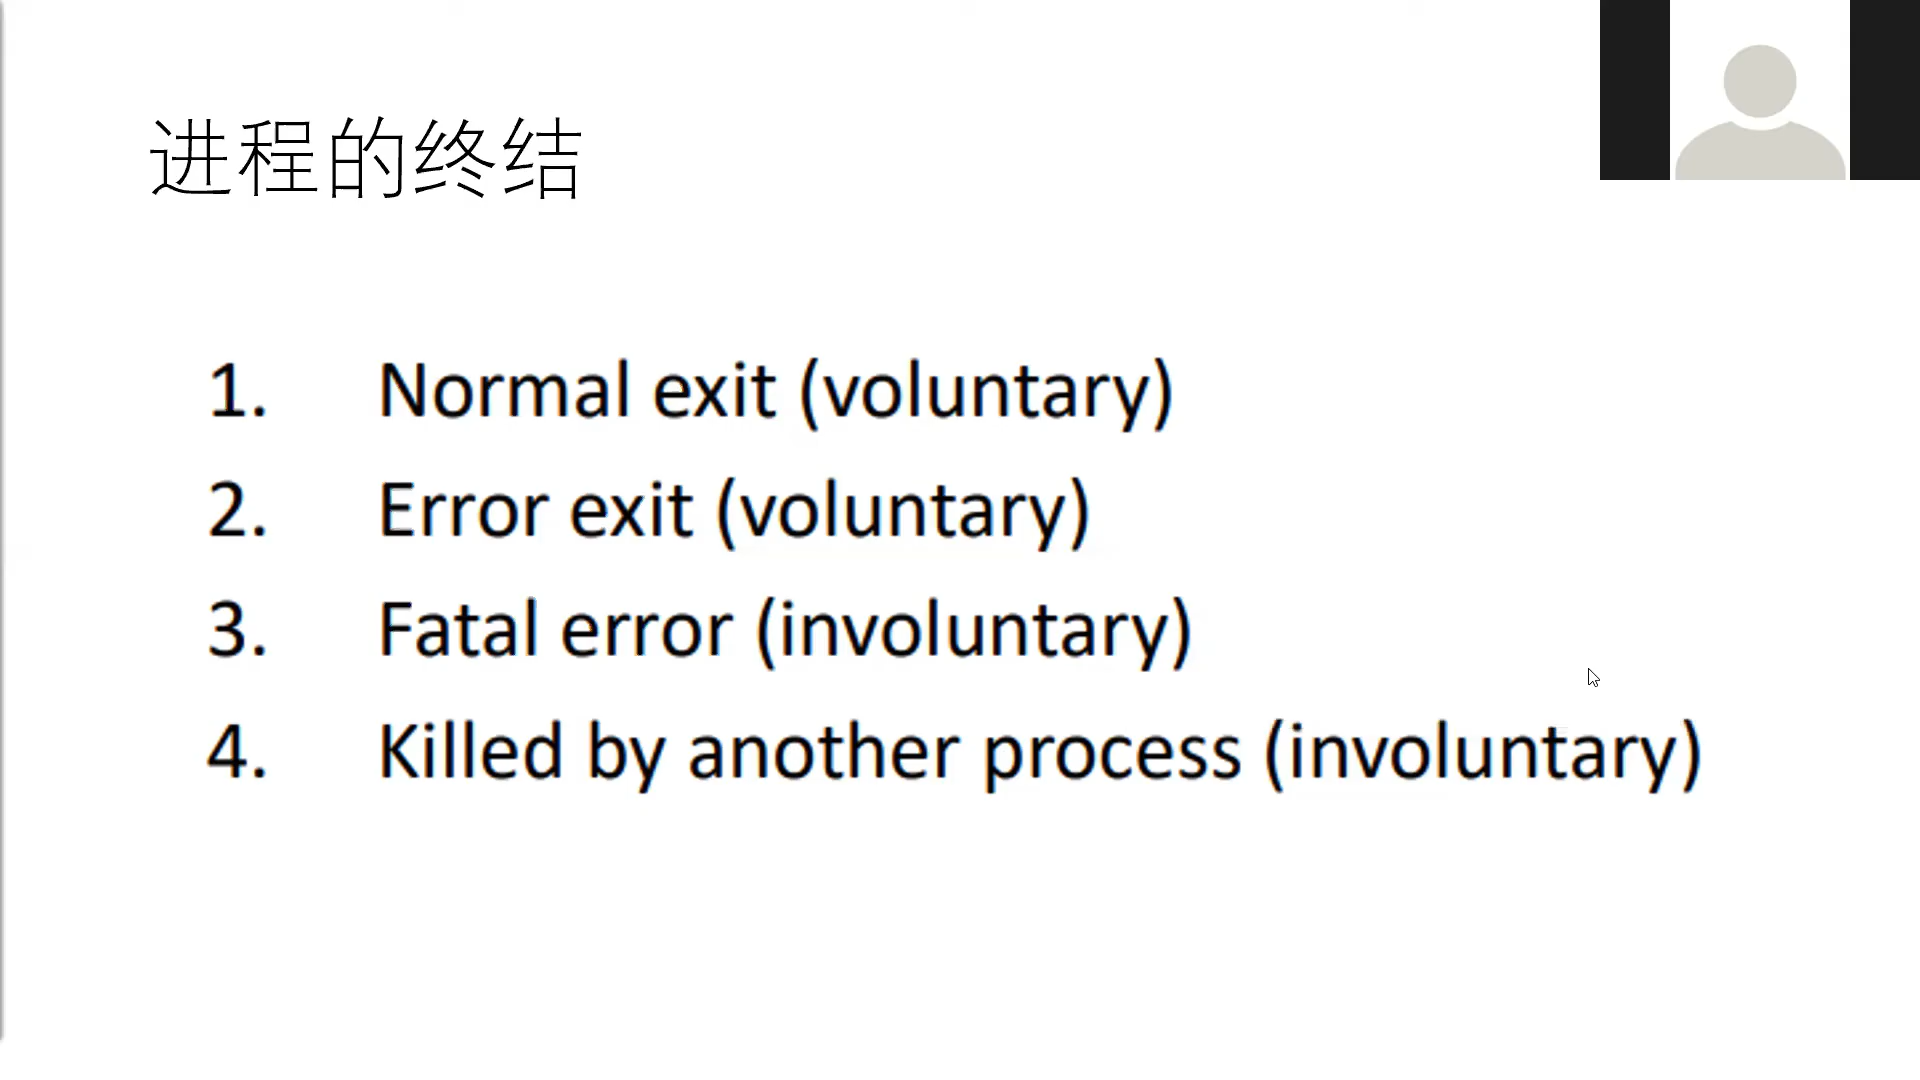 进程的终结
1. Normal exit (voluntary)
2. Error exit (voluntary)
3. Fatal error (involuntary)
4. Killed by another process (involuntary)